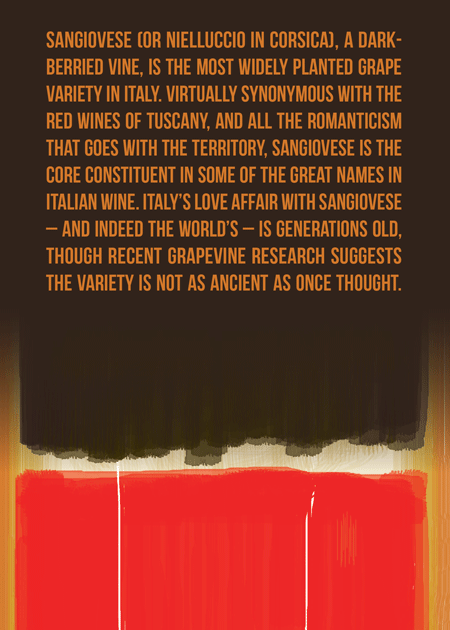 SANGIOVESE (OR NIELLUCCIO IN CORSICA), A DARK-
BERRIED VINE, IS THE MOST WIDELY PLANTED GRAPE
VARIETY IN ITALY. VIRTUALLY SYNONYMOUS WITH THE
RED WINES OF TUSCANY, AND ALL THE ROMANTICISM
THAT GOES WITH THE TERRITORY, SANGIOVESE IS THE
CORE CONSTITUENT IN SOME OF THE GREAT NAMES IN
ITALIAN WINE. ITALY'S LOVE AFFAIR WITH SANGIOVESE
– AND INDEED THE WORLD'S – IS GENERATIONS OLD,
THOUGH RECENT GRAPEVINE RESEARCH SUGGESTS
THE VARIETY IS NOT AS ANCIENT AS ONCE THOUGHT.